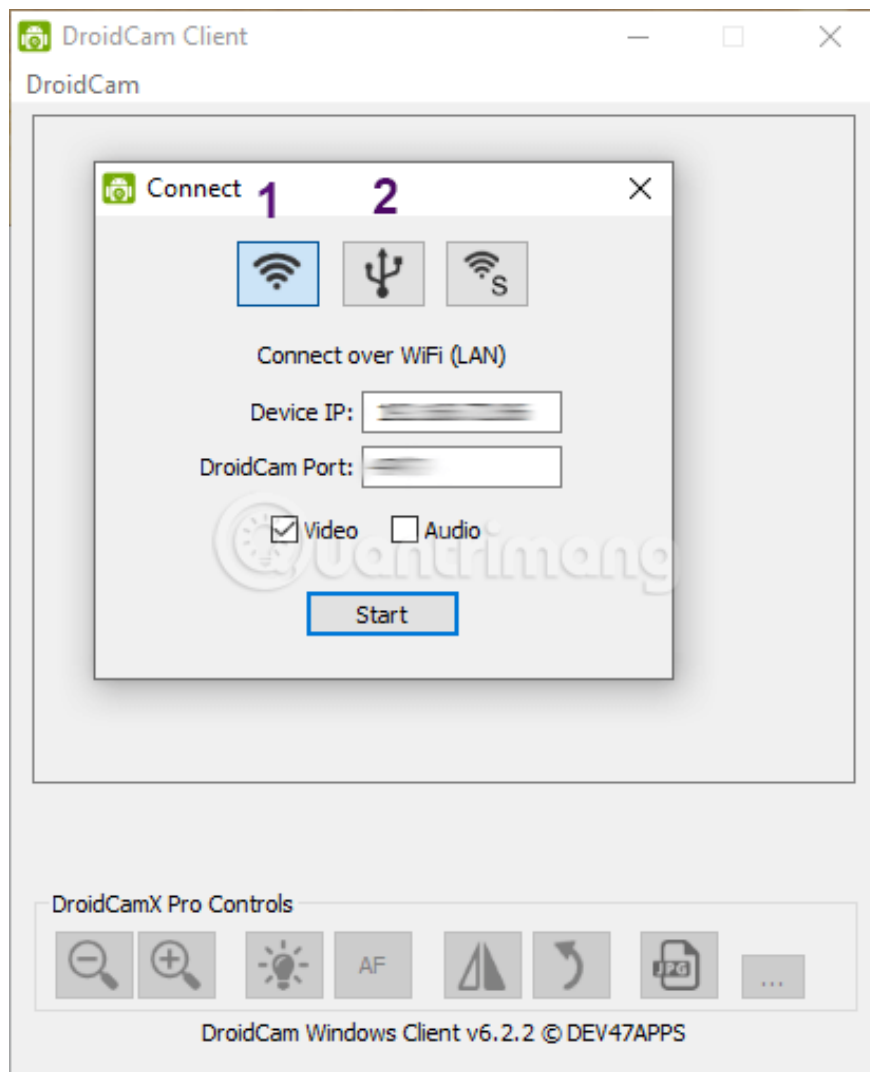 DroidCam Client
DroidCam
Connect
1 2
S
Connect over WiFi (LAN)
Device IP:
DroidCam Port:
Video Audio
Quantrimang
Start
DroidCamX Pro Controls
AF JPG ...
DroidCam Windows Client v6.2.2 © DEV47APPS